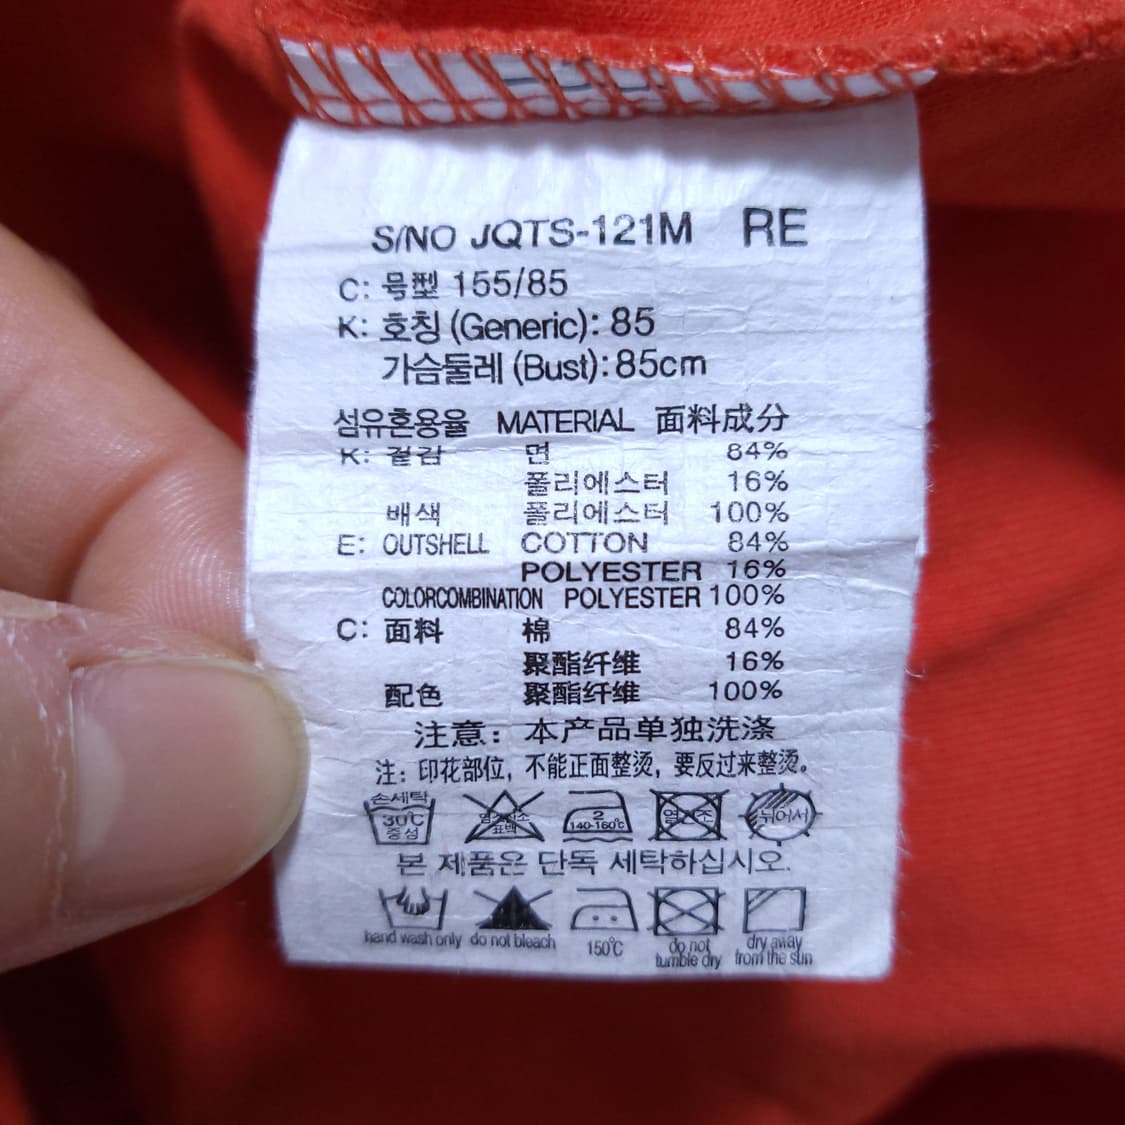 S/NO JQTS-121M RE
C: 号型 155/85
K: 호칭 (Generic): 85
가슴둘레 (Bust): 85cm
섬유혼용율 MATERIAL 面料成分
K: 겉감 면 84%
폴리에스터 16%
배색 폴리에스터 100%
E: OUTSHELL COTTON 84%
POLYESTER 16%
COLORCOMBINATION POLYESTER 100%
C: 面料 棉 84%
聚酯纤维 16%
配色 聚酯纤维 100%
注意: 本产品单独洗涤
注: 印花部位, 不能正面整烫, 要反过来整烫。
손세탁 30℃ 중성 표백 2 140-160℃ 뉘어서
본 제품은 단독 세탁하십시오.
hand wash only do not bleach 150℃ do not tumble dry dry away from the sun